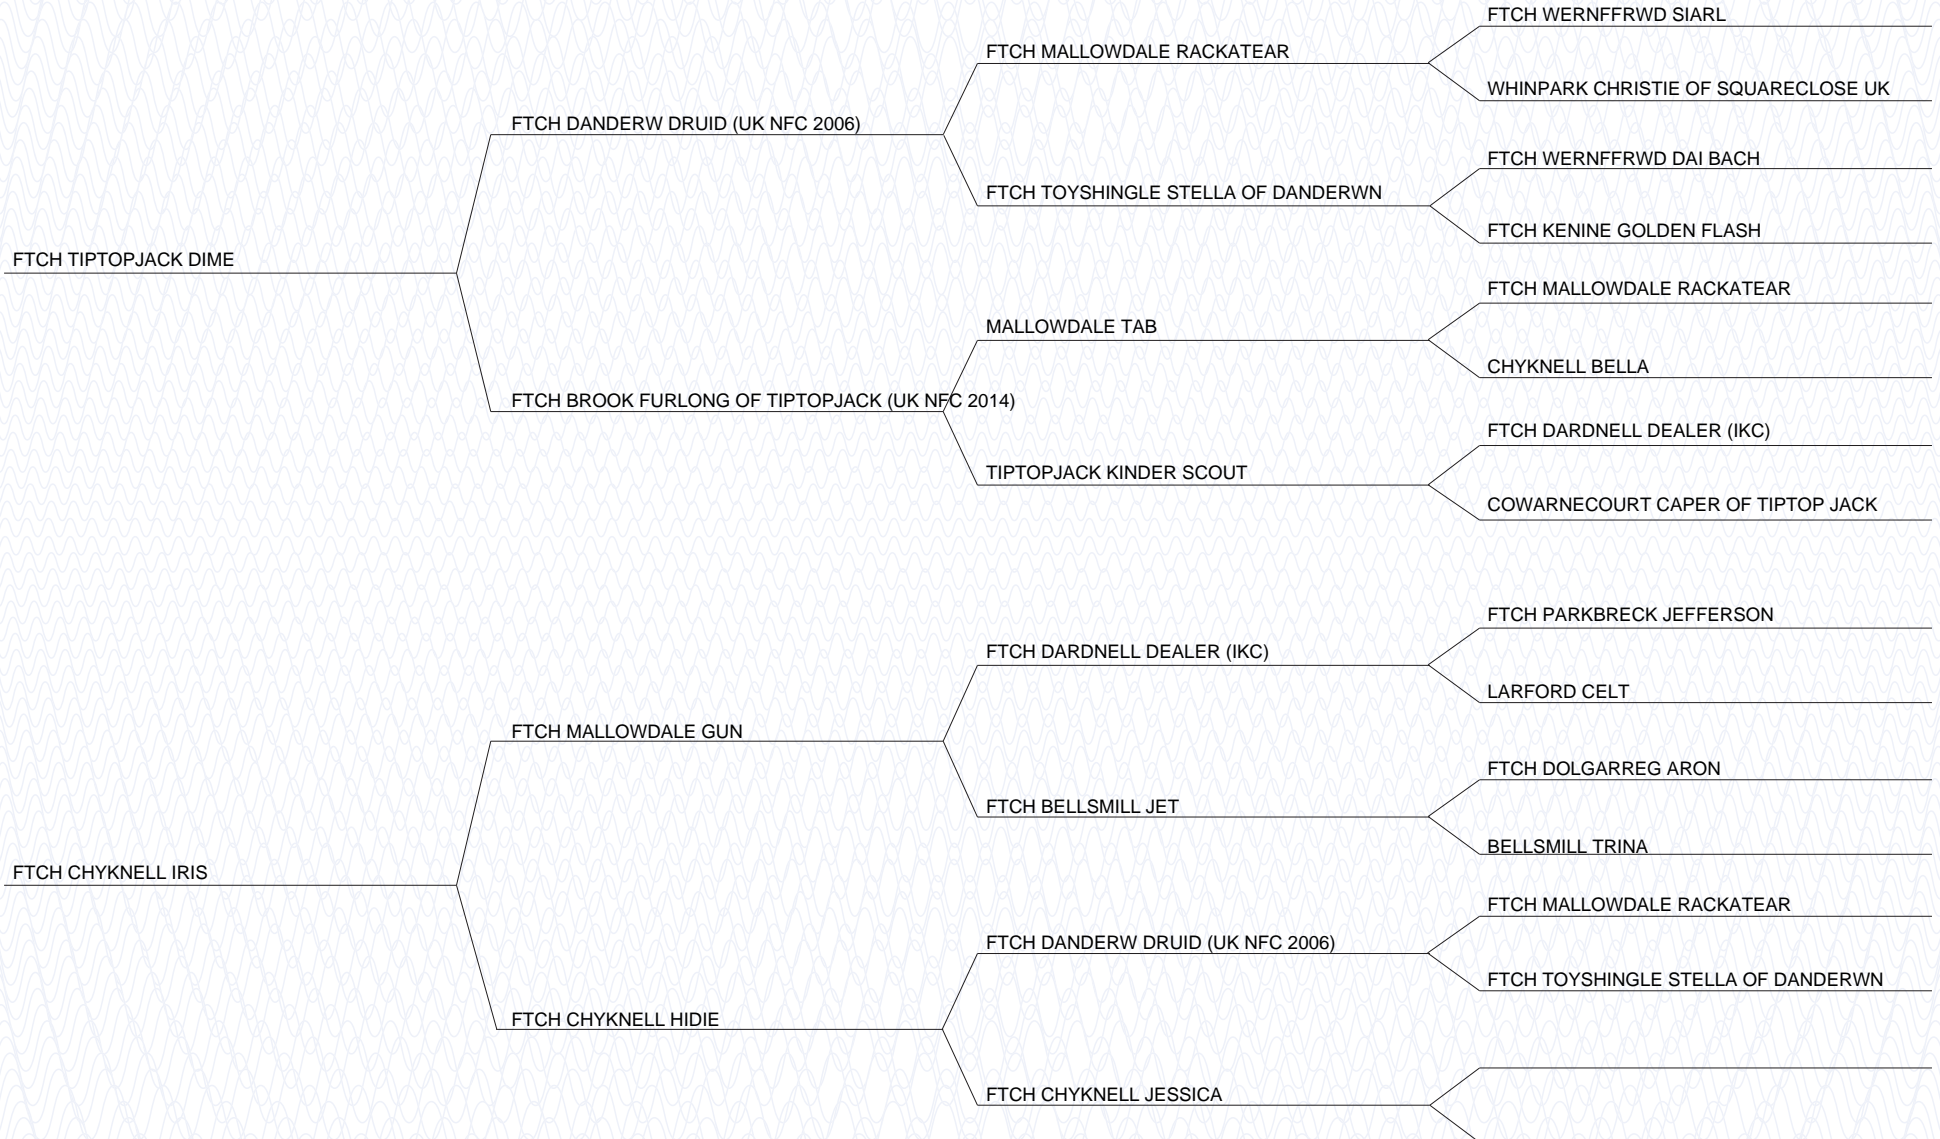 FTCH WERNFFRWD SIARL
FTCH MALLOWDALE RACKATEAR
WHINPARK CHRISTIE OF SQUARECLOSE UK
FTCH DANDERW DRUID (UK NFC 2006)
FTCH WERNFFRWD DAI BACH
FTCH TOYSHINGLE STELLA OF DANDERWN
FTCH KENINE GOLDEN FLASH
FTCH TIPTOPJACK DIME
FTCH MALLOWDALE RACKATEAR
MALLOWDALE TAB
CHYKNELL BELLA
FTCH BROOK FURLONG OF TIPTOPJACK (UK NFC 2014)
FTCH DARDNELL DEALER (IKC)
TIPTOPJACK KINDER SCOUT
COWARNECOURT CAPER OF TIPTOP JACK
FTCH PARKBRECK JEFFERSON
FTCH DARDNELL DEALER (IKC)
LARFORD CELT
FTCH MALLOWDALE GUN
FTCH DOLGARREG ARON
FTCH BELLSMILL JET
BELLSMILL TRINA
FTCH CHYKNELL IRIS
FTCH MALLOWDALE RACKATEAR
FTCH DANDERW DRUID (UK NFC 2006)
FTCH TOYSHINGLE STELLA OF DANDERWN
FTCH CHYKNELL HIDIE
FTCH CHYKNELL JESSICA